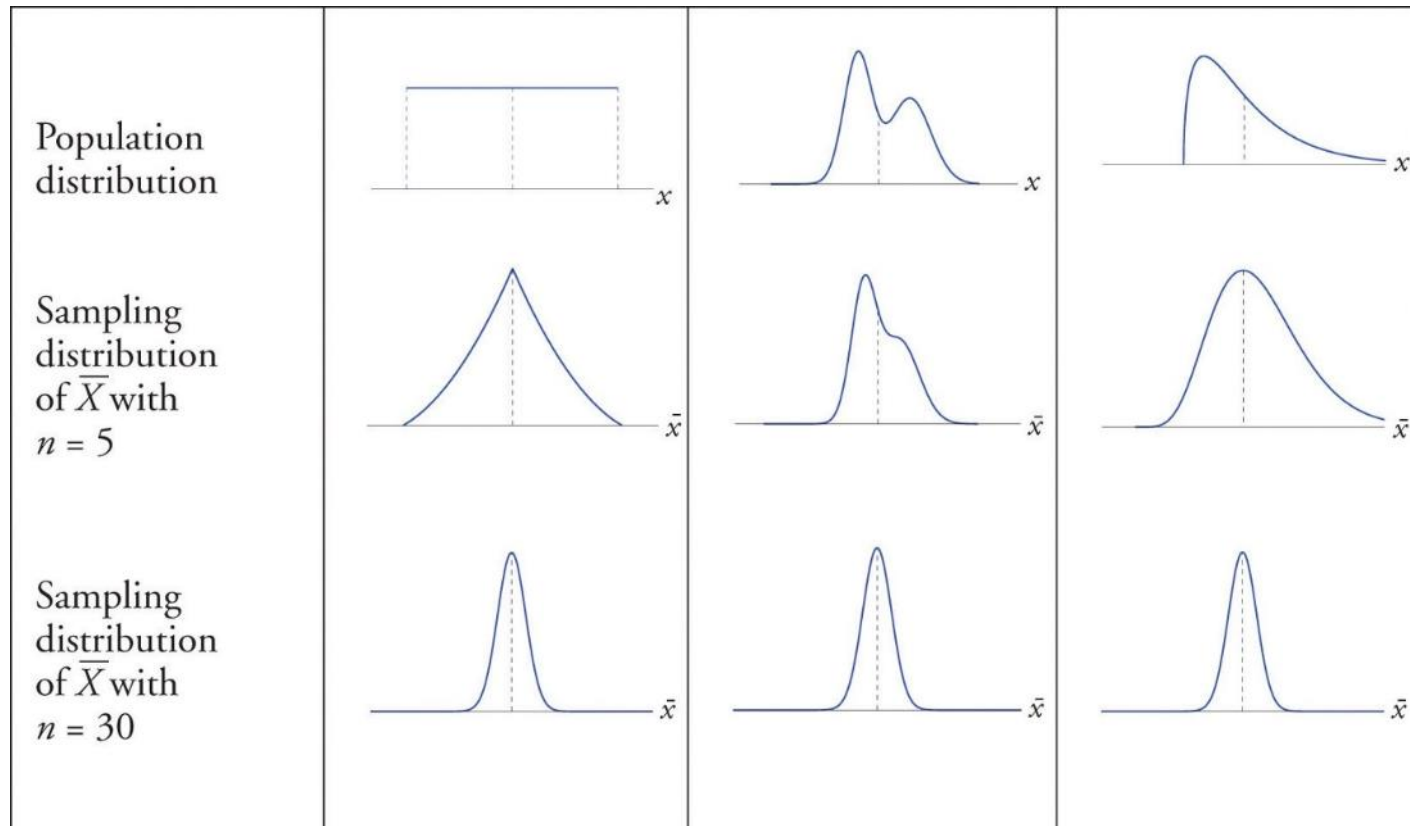 Population
distribution
x
x
x
Sampling
distribution
of X̅ with
n = 5
x̄
x̄
x̄
Sampling
distribution
of X̅ with
n = 30
x̄
x̄
x̄